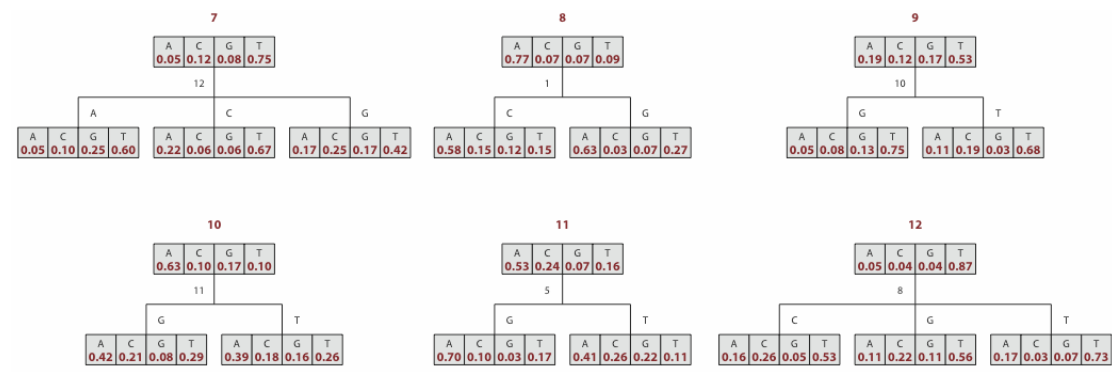 7 8 9
A C G T A C G T A C G T
0.05 0.12 0.08 0.75 0.77 0.07 0.07 0.09 0.19 0.12 0.17 0.53
12 1 10
A C G C G G T
A C G T A C G T A C G T A C G T A C G T A C G T A C G T
0.05 0.10 0.25 0.60 0.22 0.06 0.06 0.67 0.17 0.25 0.17 0.42 0.58 0.15 0.12 0.15 0.63 0.03 0.07 0.27 0.05 0.08 0.13 0.75 0.11 0.19 0.03 0.68
10 11 12
A C G T A C G T A C G T
0.63 0.10 0.17 0.10 0.53 0.24 0.07 0.16 0.05 0.04 0.04 0.87
11 5 8
G T G T C G T
A C G T A C G T A C G T A C G T A C G T A C G T A C G T
0.42 0.21 0.08 0.29 0.39 0.18 0.16 0.26 0.70 0.10 0.03 0.17 0.41 0.26 0.22 0.11 0.16 0.26 0.05 0.53 0.11 0.22 0.11 0.56 0.17 0.03 0.07 0.73